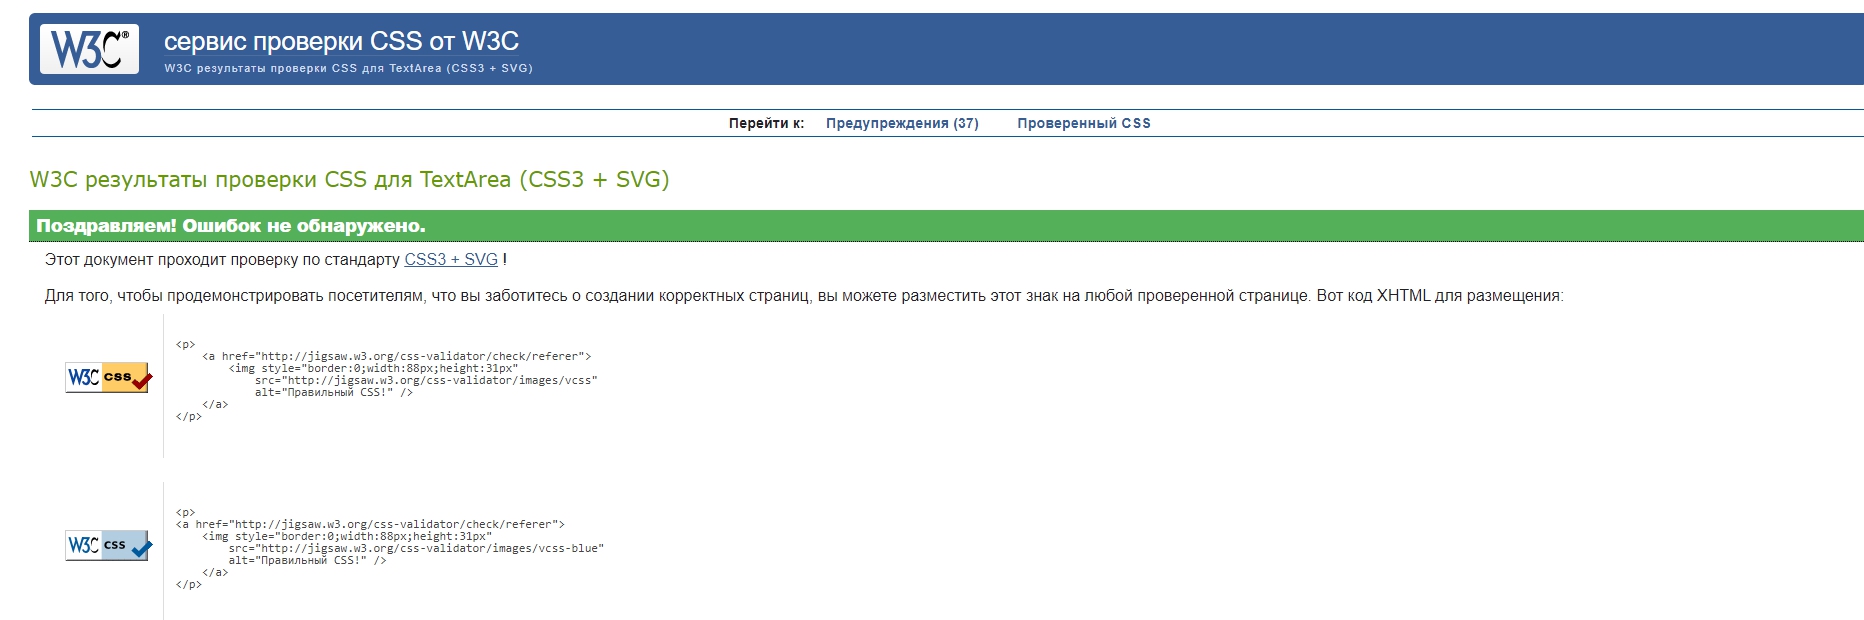 W3C® сервис проверки CSS от W3C
W3C результаты проверки CSS для TextArea (CSS3 + SVG)
Перейти к: Предупреждения (37) Проверенный CSS
W3C результаты проверки CSS для TextArea (CSS3 + SVG)
Поздравляем! Ошибок не обнаружено.
Этот документ проходит проверку по стандарту CSS3 + SVG !
Для того, чтобы продемонстрировать посетителям, что вы заботитесь о создании корректных страниц, вы можете разместить этот знак на любой проверенной странице. Вот код XHTML для размещения:
W3C css
<p>
<a href="http://jigsaw.w3.org/css-validator/check/referer">
<img style="border:0;width:88px;height:31px"
src="http://jigsaw.w3.org/css-validator/images/vcss"
alt="Правильный CSS!" />
</a>
</p>
W3C css
<p>
<a href="http://jigsaw.w3.org/css-validator/check/referer">
<img style="border:0;width:88px;height:31px"
src="http://jigsaw.w3.org/css-validator/images/vcss-blue"
alt="Правильный CSS!" />
</a>
</p>